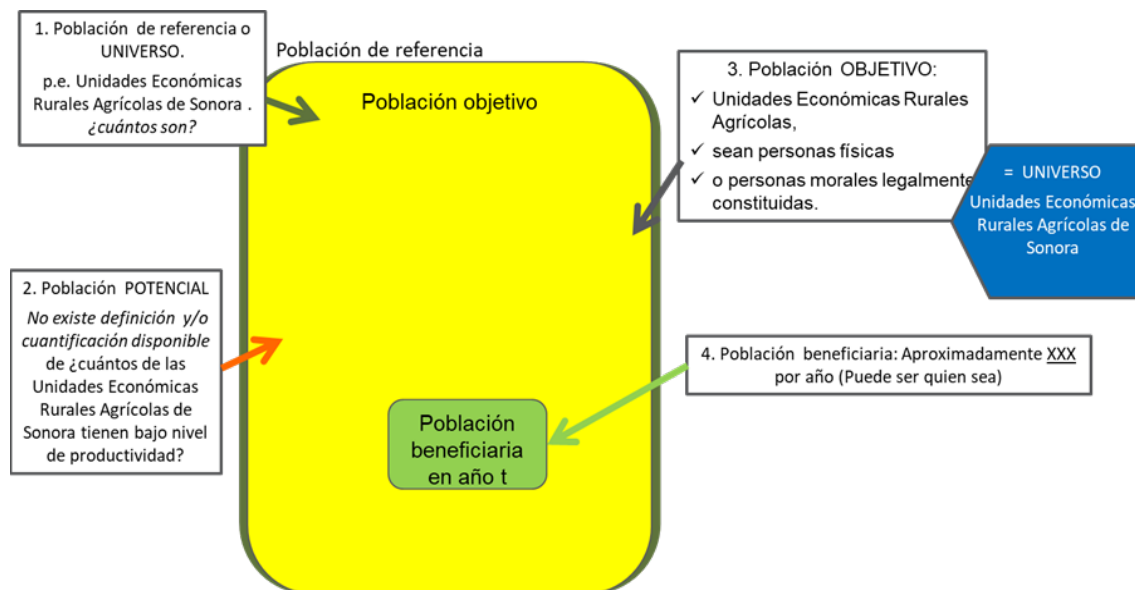 1. Población de referencia o
UNIVERSO.
p.e. Unidades Económicas
Rurales Agrícolas de Sonora .
¿cuántos son?
Población de referencia
Población objetivo
3. Población OBJETIVO:
✓ Unidades Económicas Rurales
Agrícolas,
✓ sean personas físicas
✓ o personas morales legalmente
constituidas.
= UNIVERSO
Unidades Económicas
Rurales Agrícolas de
Sonora
2. Población POTENCIAL
No existe definición y/o
cuantificación disponible
de ¿cuántos de las
Unidades Económicas
Rurales Agrícolas de
Sonora tienen bajo nivel
de productividad?
4. Población beneficiaria: Aproximadamente XXX
por año (Puede ser quien sea)
Población
beneficiaria
en año t